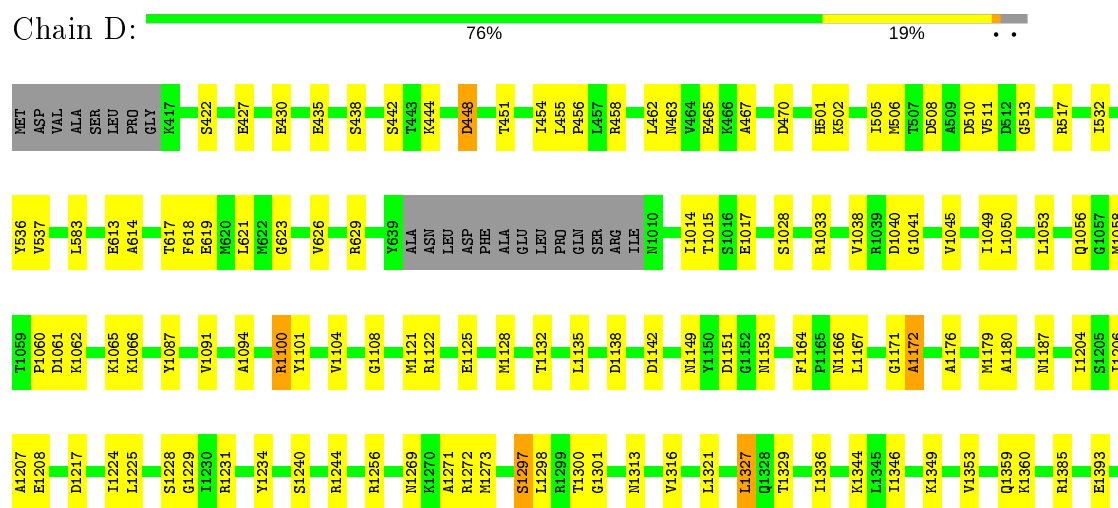 Chain D:
76% 19% • •
MET ASP VAL ALA SER LEU PRO GLY K417 S422 E427 E430 E435 S438 S442 T443 K444 D448 T451 I454 L455 P456 L457 R458 L462 N463 V464 E465 K466 A467 D470 H501 K502 I505 M506 T507 D508 A509 D510 V511 D512 G513 R517 I532
Y536 V537 L583 E613 A614 T617 F618 E619 M620 L621 M622 G623 V626 R629 Y639 ALA ASN LEU ASP PHE ALA GLU LEU PRO GLN SER ARG ILE N1010 I1014 T1015 S1016 E1017 S1028 R1033 V1038 R1039 D1040 G1041 V1045 I1049 L1050 L1053 Q1056 G1057 M1058
T1059 P1060 D1061 K1062 K1065 K1066 Y1087 V1091 A1094 R1100 Y1101 V1104 G1108 M1121 R1122 E1125 M1128 T1132 L1135 D1138 D1142 N1149 Y1150 D1151 G1152 N1153 F1164 P1165 N1166 L1167 G1171 A1172 A1176 M1179 A1180 N1187 I1204 S1205
A1207 E1208 D1217 I1224 L1225 S1228 G1229 I1230 R1231 Y1234 S1240 R1244 R1256 N1269 K1270 A1271 R1272 M1273 S1297 L1298 R1299 T1300 G1301 N1313 V1316 L1321 L1327 Q1328 T1329 I1336 K1344 L1345 I1346 K1349 V1353 Q1359 K1360 R1385 E1393